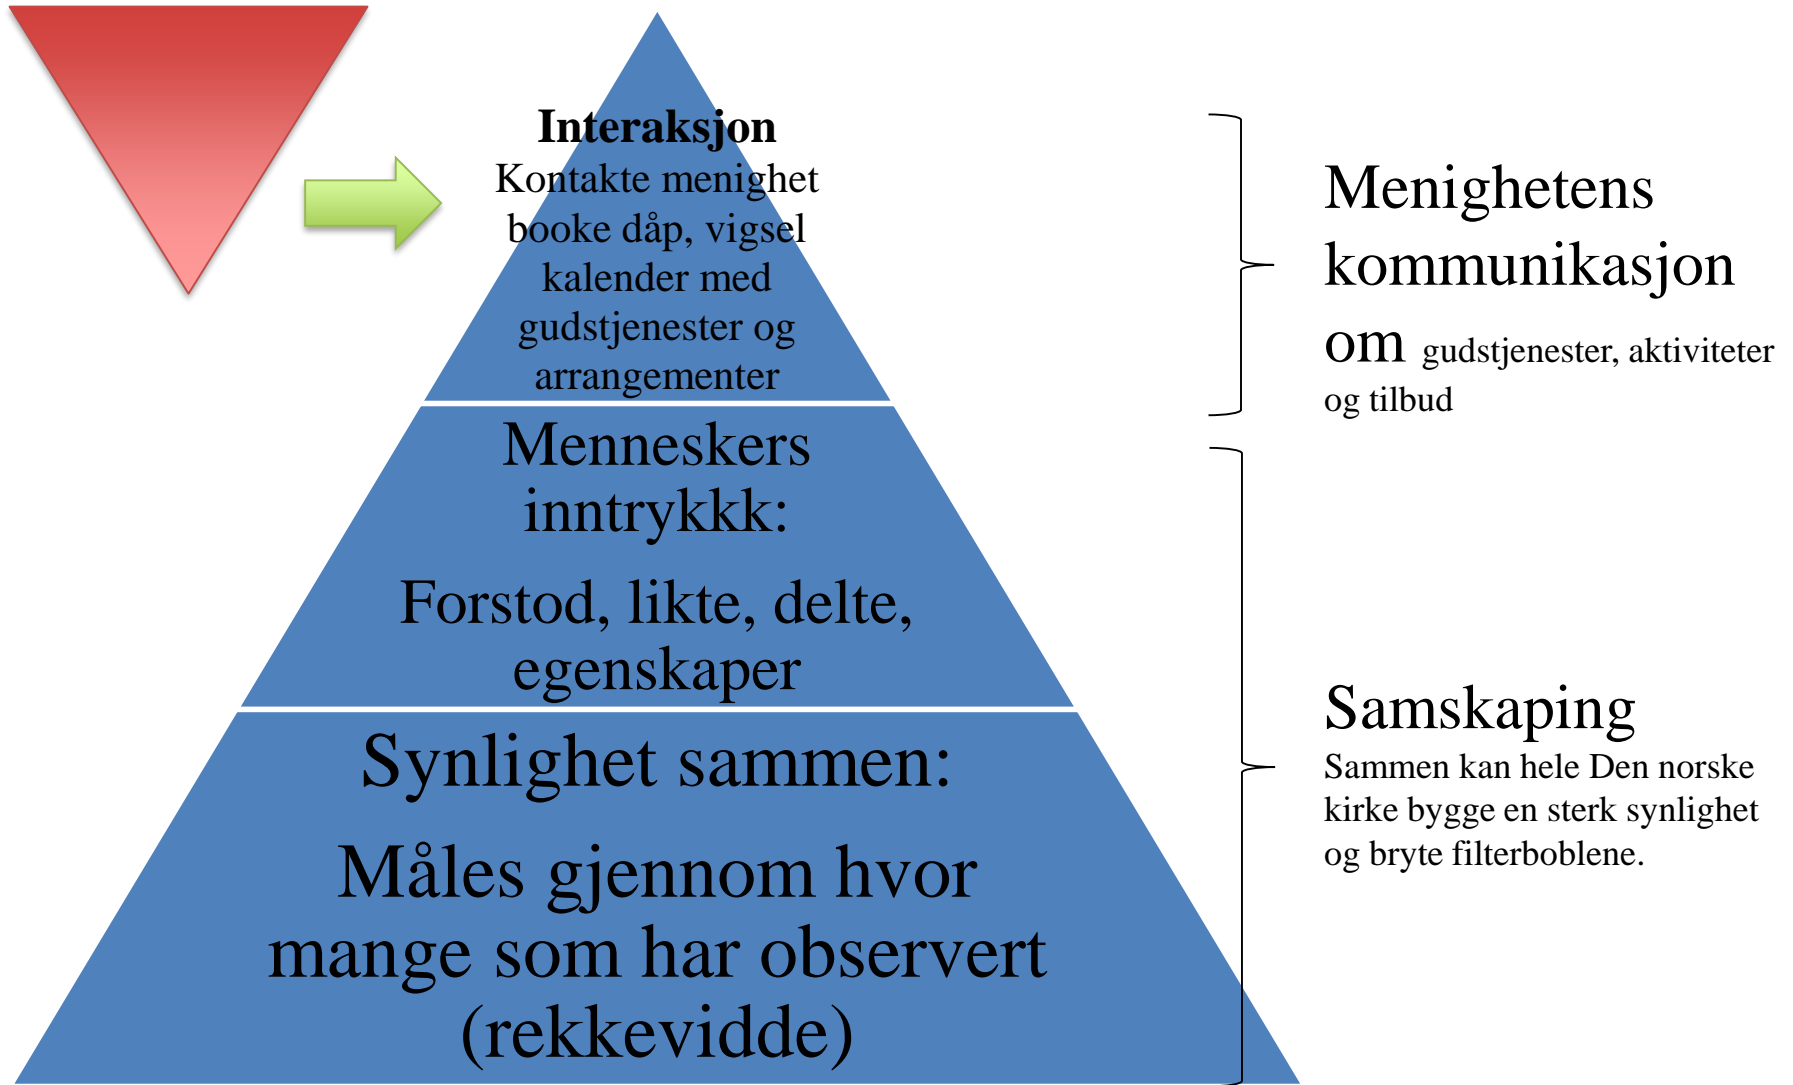 Interaksjon
Kontakte menighet
booke dåp, vigsel
kalender med
gudstjenester og
arrangementer
Menneskers
inntrykkk:
Forstod, likte, delte,
egenskaper
Synlighet sammen:
Måles gjennom hvor
mange som har observert
(rekkevidde)
Menighetens
kommunikasjon
om gudstjenester, aktiviteter
og tilbud
Samskaping
Sammen kan hele Den norske
kirke bygge en sterk synlighet
og bryte filterboblene.